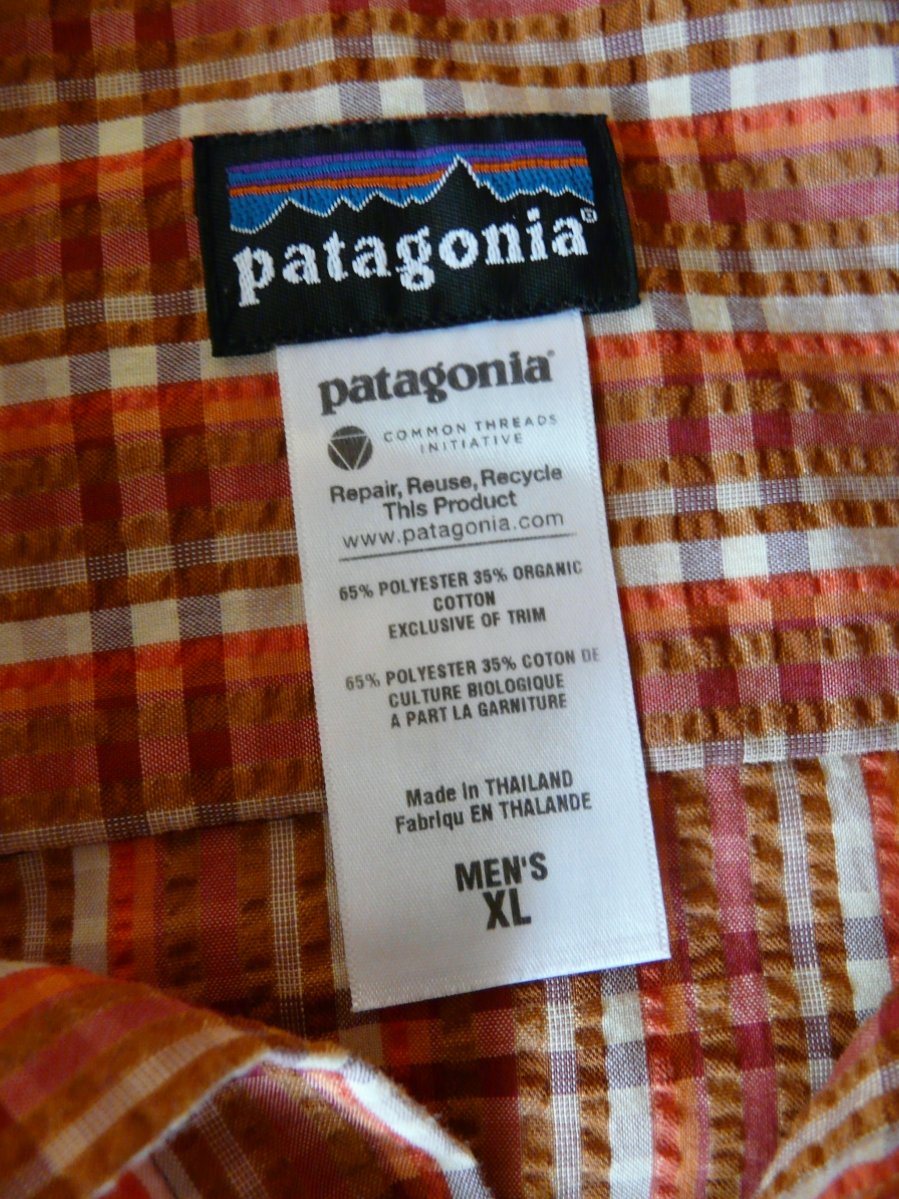 patagonia®
patagonia®
COMMON THREADS
INITIATIVE
Repair, Reuse, Recycle
This Product
www.patagonia.com
65% POLYESTER 35% ORGANIC
COTTON
EXCLUSIVE OF TRIM
65% POLYESTER 35% COTON DE
CULTURE BIOLOGIQUE
A PART LA GARNITURE
Made in THAILAND
Fabriqu EN THALANDE
MEN'S
XL